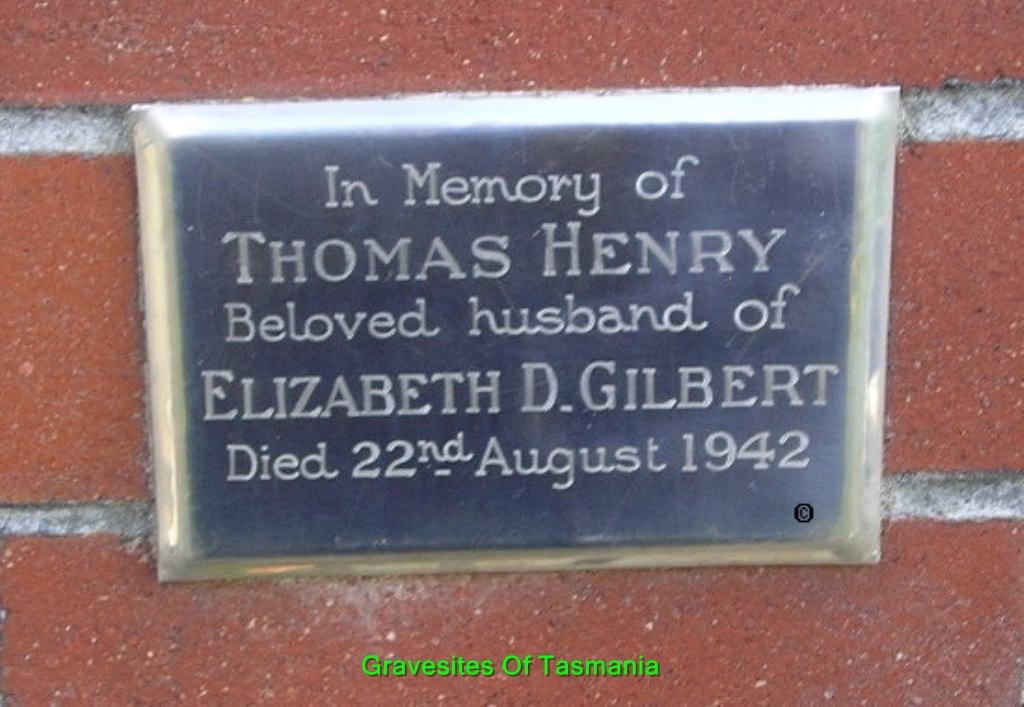 In Memory of
THOMAS HENRY
Beloved husband of
ELIZABETH D. GILBERT
Died 22nd August 1942
©
Gravesites Of Tasmania